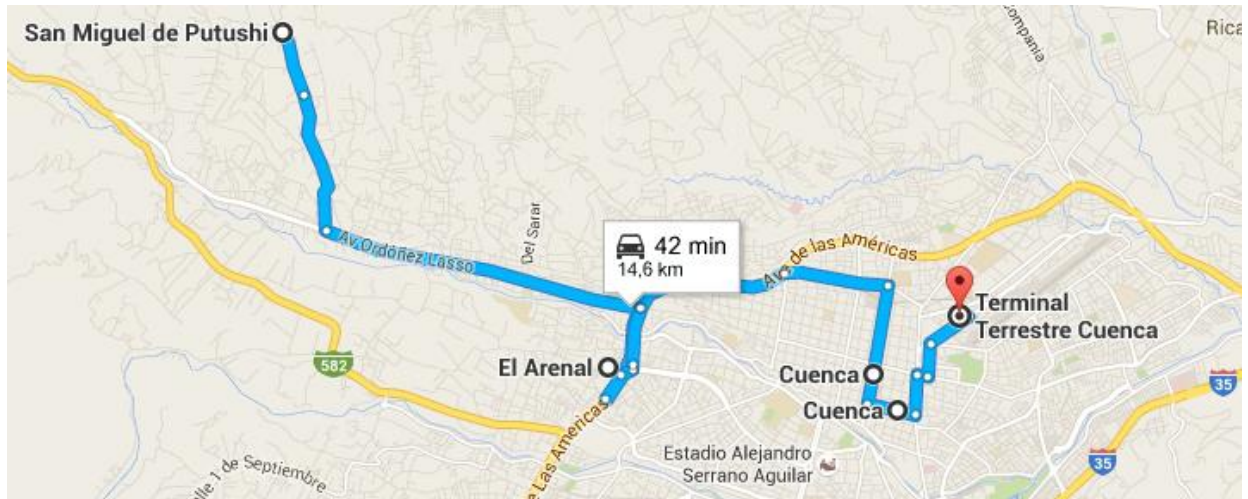 San Miguel de Putushi
Compania
Rica
Del Sarar
Av Ordóñez Lasso
42 min
14,6 km
Av. de las Américas
Terminal
Terrestre Cuenca
582
El Arenal
Cuenca
Cuenca
35
e Las Américas
Estadio Alejandro
Serrano Aguilar
35
alle 1 de Septiembre